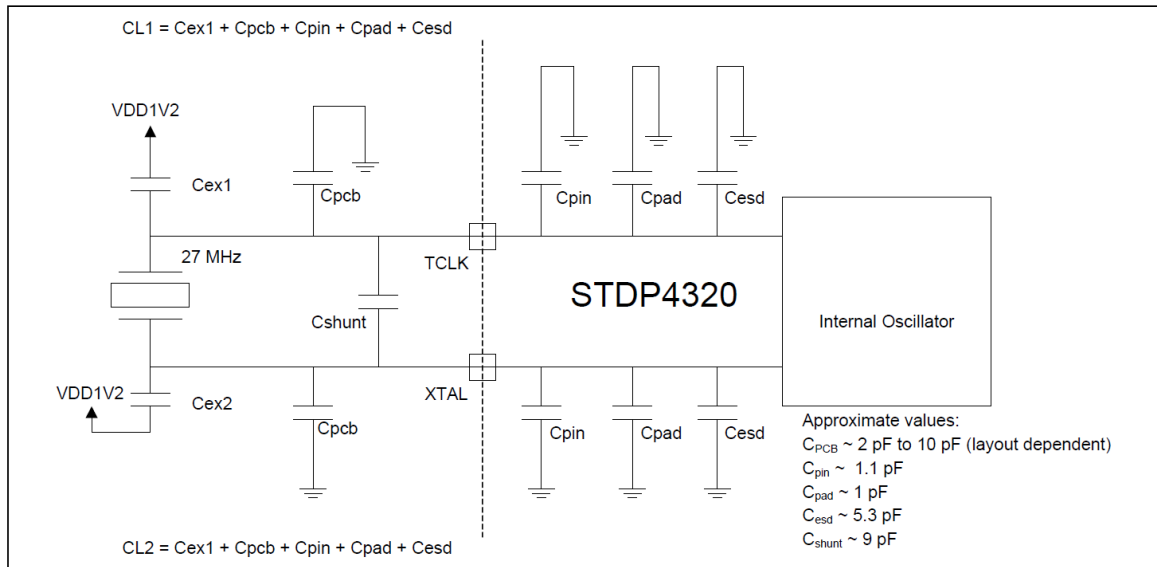 CL1 = Cex1 + Cpcb + Cpin + Cpad + Cesd
VDD1V2
Cex1
Cpcb
Cpin
Cpad
Cesd
27 MHz
TCLK
Cshunt
STDP4320
Internal Oscillator
XTAL
VDD1V2
Cex2
Cpcb
Cpin
Cpad
Cesd
Approximate values:
CPCB ~ 2 pF to 10 pF (layout dependent)
Cpin ~ 1.1 pF
Cpad ~ 1 pF
Cesd ~ 5.3 pF
Cshunt ~ 9 pF
CL2 = Cex1 + Cpcb + Cpin + Cpad + Cesd